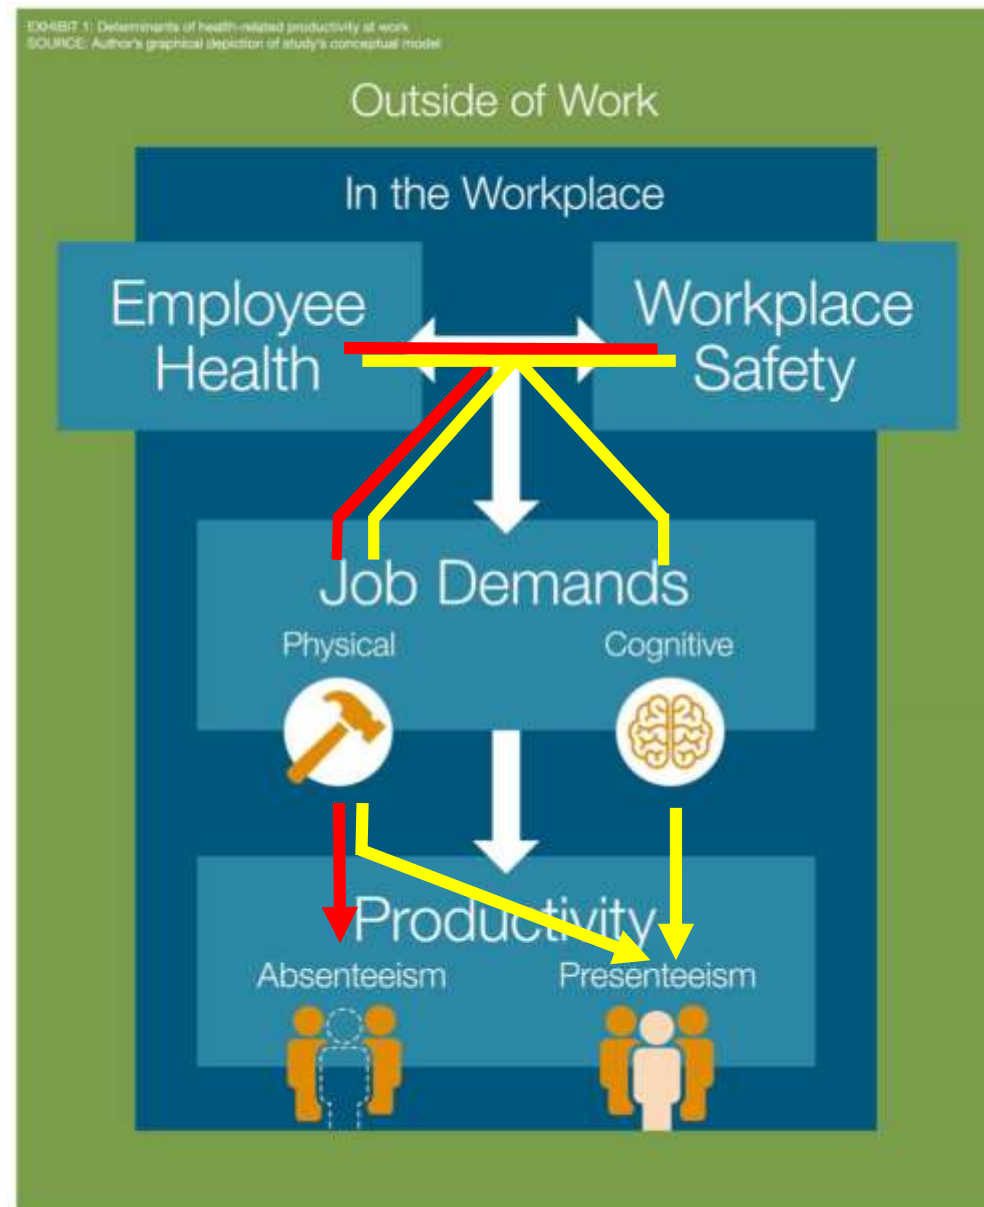 EXHIBIT 1: Determinants of health-related productivity at work
SOURCE: Author's graphical depiction of study's conceptual model
Outside of Work
In the Workplace
Employee
Health
Workplace
Safety
Job Demands
Physical
Cognitive
Productivity
Absenteeism
Presenteeism